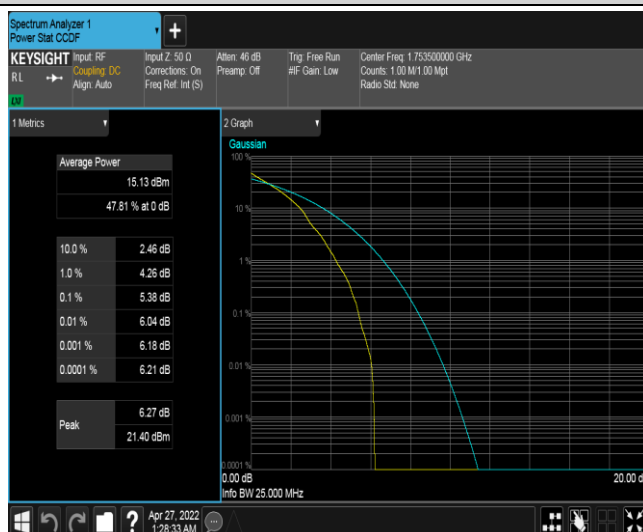 Spectrum Analyzer 1
Power Stat CCDF
+
KEYSIGHT
RL
Input: RF
Coupling: DC
Align: Auto
Input Z: 50 Ω
Corrections: On
Freq Ref: Int (S)
Atten: 46 dB
Preamp: Off
Trig: Free Run
#IF Gain: Low
Center Freq: 1.753500000 GHz
Counts: 1.00 M/1.00 Mpt
Radio Std: None
1 Metrics
Average Power
15.13 dBm
47.81 % at 0 dB
10.0 % 2.46 dB
1.0 % 4.26 dB
0.1 % 5.38 dB
0.01 % 6.04 dB
0.001 % 6.18 dB
0.0001 % 6.21 dB
Peak
6.27 dB
21.40 dBm
2 Graph
Gaussian
100 %
10 %
1 %
0.1 %
0.01 %
0.001 %
0.0001 %
0.00 dB
20.00 d
Info BW 25.000 MHz
?
Apr 27, 2022
1:28:33 AM